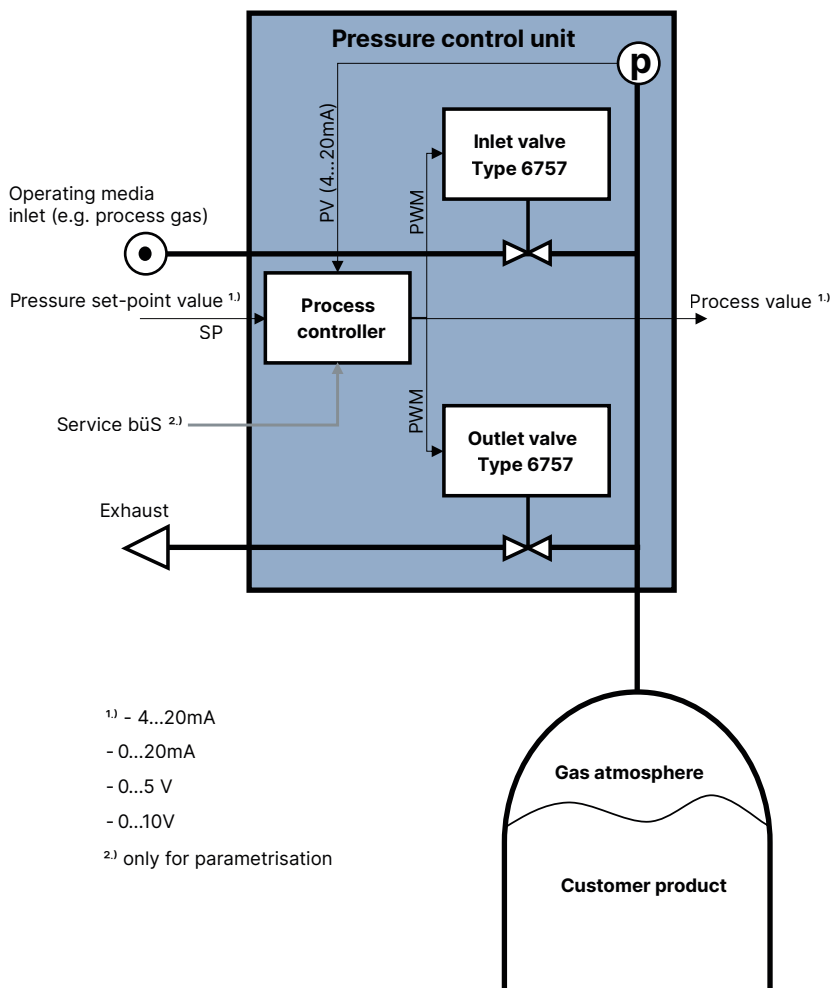 Pressure control unit
p
Inlet valve
Type 6757
PV (4...20mA)
PWM
Operating media
inlet (e.g. process gas)
Pressure set-point value ¹·⁾
SP
Process
controller
Process value ¹·⁾
PWM
Service büS ²·⁾
Outlet valve
Type 6757
Exhaust
¹·⁾ - 4...20mA
- 0...20mA
- 0...5 V
- 0...10V
²·⁾ only for parametrisation
Gas atmosphere
Customer product